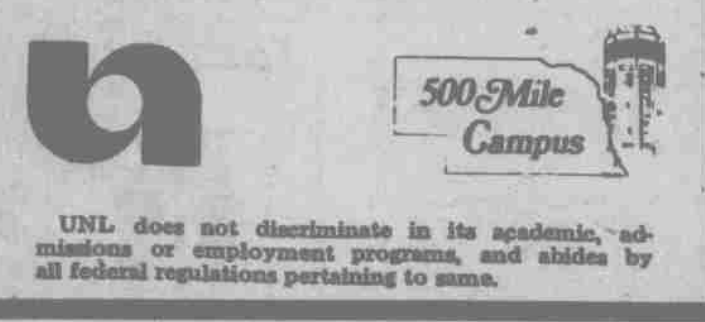 500 Mile
Campus
UNL does not discriminate in its academic, ad-
missions or employment programs, and abides by
all federal regulations pertaining to same.